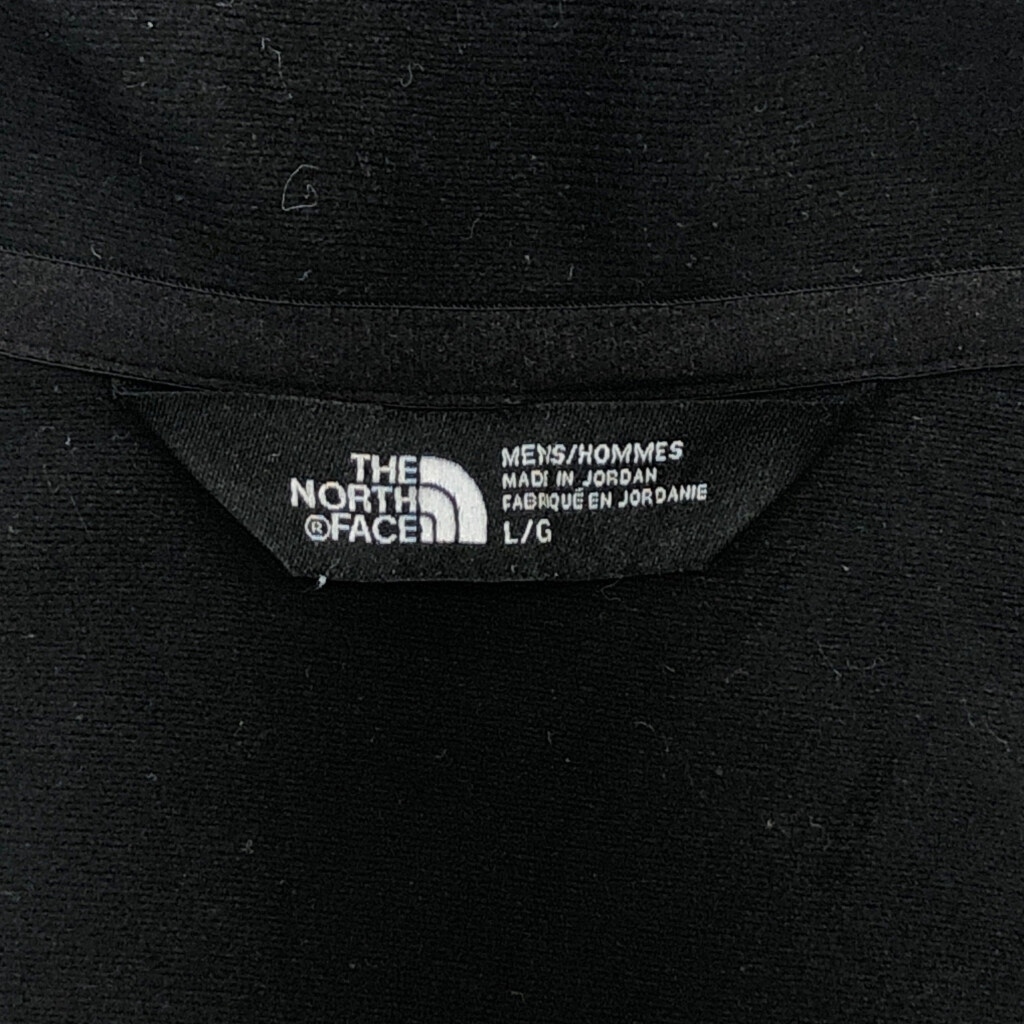 THE
NORTH
®FACE
MENS/HOMMES
MADE IN JORDAN
FABRIQUÉ EN JORDANIE
L/G